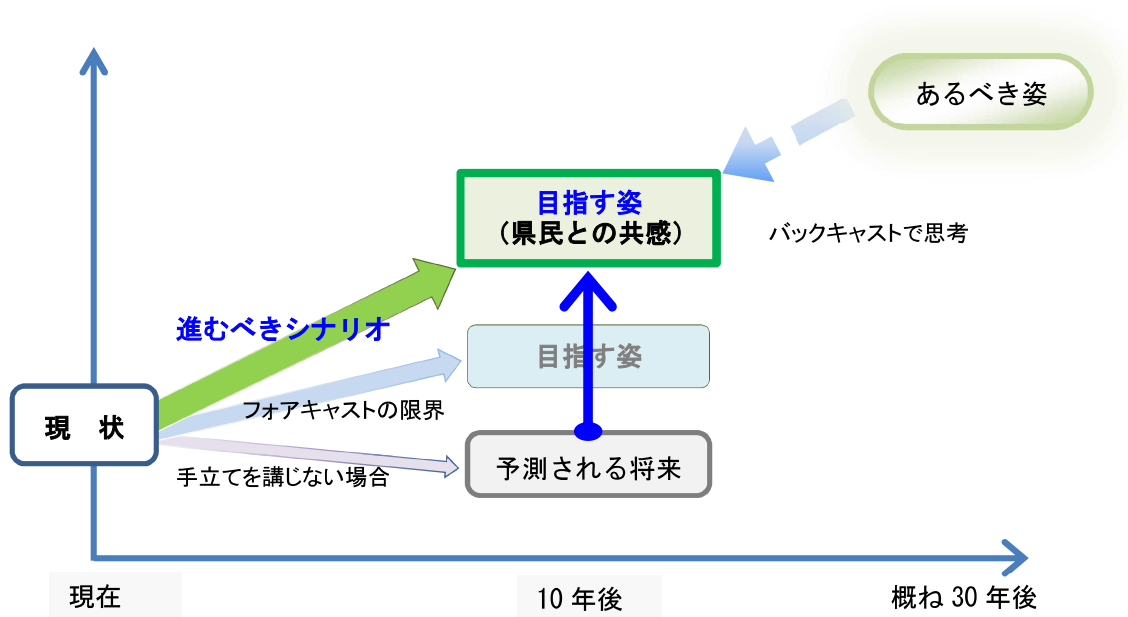 あるべき姿
目指す姿
（県民との共感）
バックキャストで思考
進むべきシナリオ
目指す姿
フォアキャストの限界
現　状
予測される将来
手立てを講じない場合
現在
10 年後
概ね 30 年後